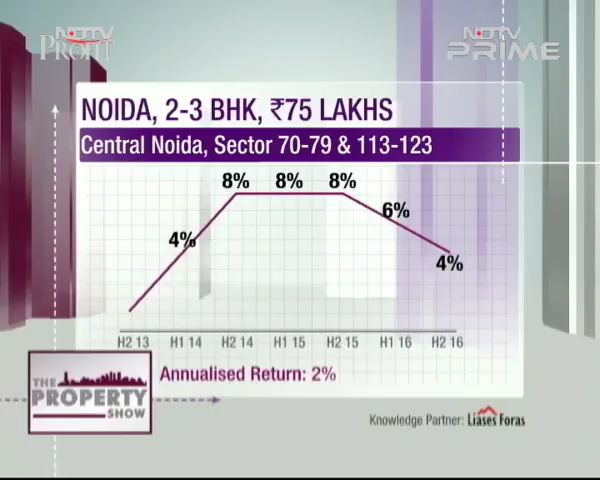 NDTV
PROFIT
NDTV
PRIME
NOIDA, 2-3 BHK, ₹75 LAKHS
Central Noida, Sector 70-79 & 113-123
8% 8% 8%
6%
4%
4%
H2 13 H1 14 H2 14 H1 15 H2 15 H1 16 H2 16
Annualised Return: 2%
THE
PROPERTY
SHOW
Knowledge Partner: Liases Foras